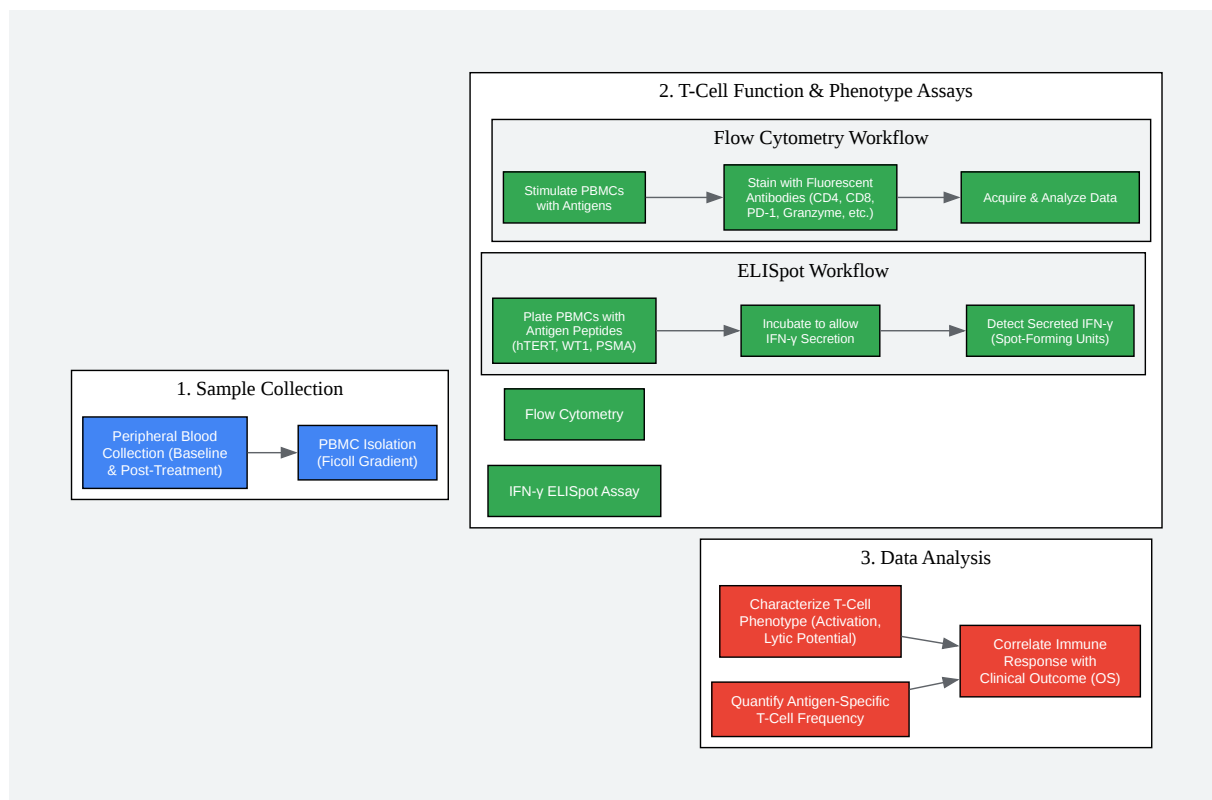 2. T-Cell Function & Phenotype Assays
Flow Cytometry Workflow
Stimulate PBMCs
with Antigens
Stain with Fluorescent
Antibodies (CD4, CD8,
PD-1, Granzyme, etc.)
Acquire & Analyze Data
ELISpot Workflow
Plate PBMCs with
Antigen Peptides
(hTERT, WT1, PSMA)
Incubate to allow
IFN-γ Secretion
Detect Secreted IFN-γ
(Spot-Forming Units)
Flow Cytometry
IFN-γ ELISpot Assay
1. Sample Collection
Peripheral Blood
Collection (Baseline
& Post-Treatment)
PBMC Isolation
(Ficoll Gradient)
3. Data Analysis
Characterize T-Cell
Phenotype (Activation,
Lytic Potential)
Quantify Antigen-Specific
T-Cell Frequency
Correlate Immune
Response with
Clinical Outcome (OS)